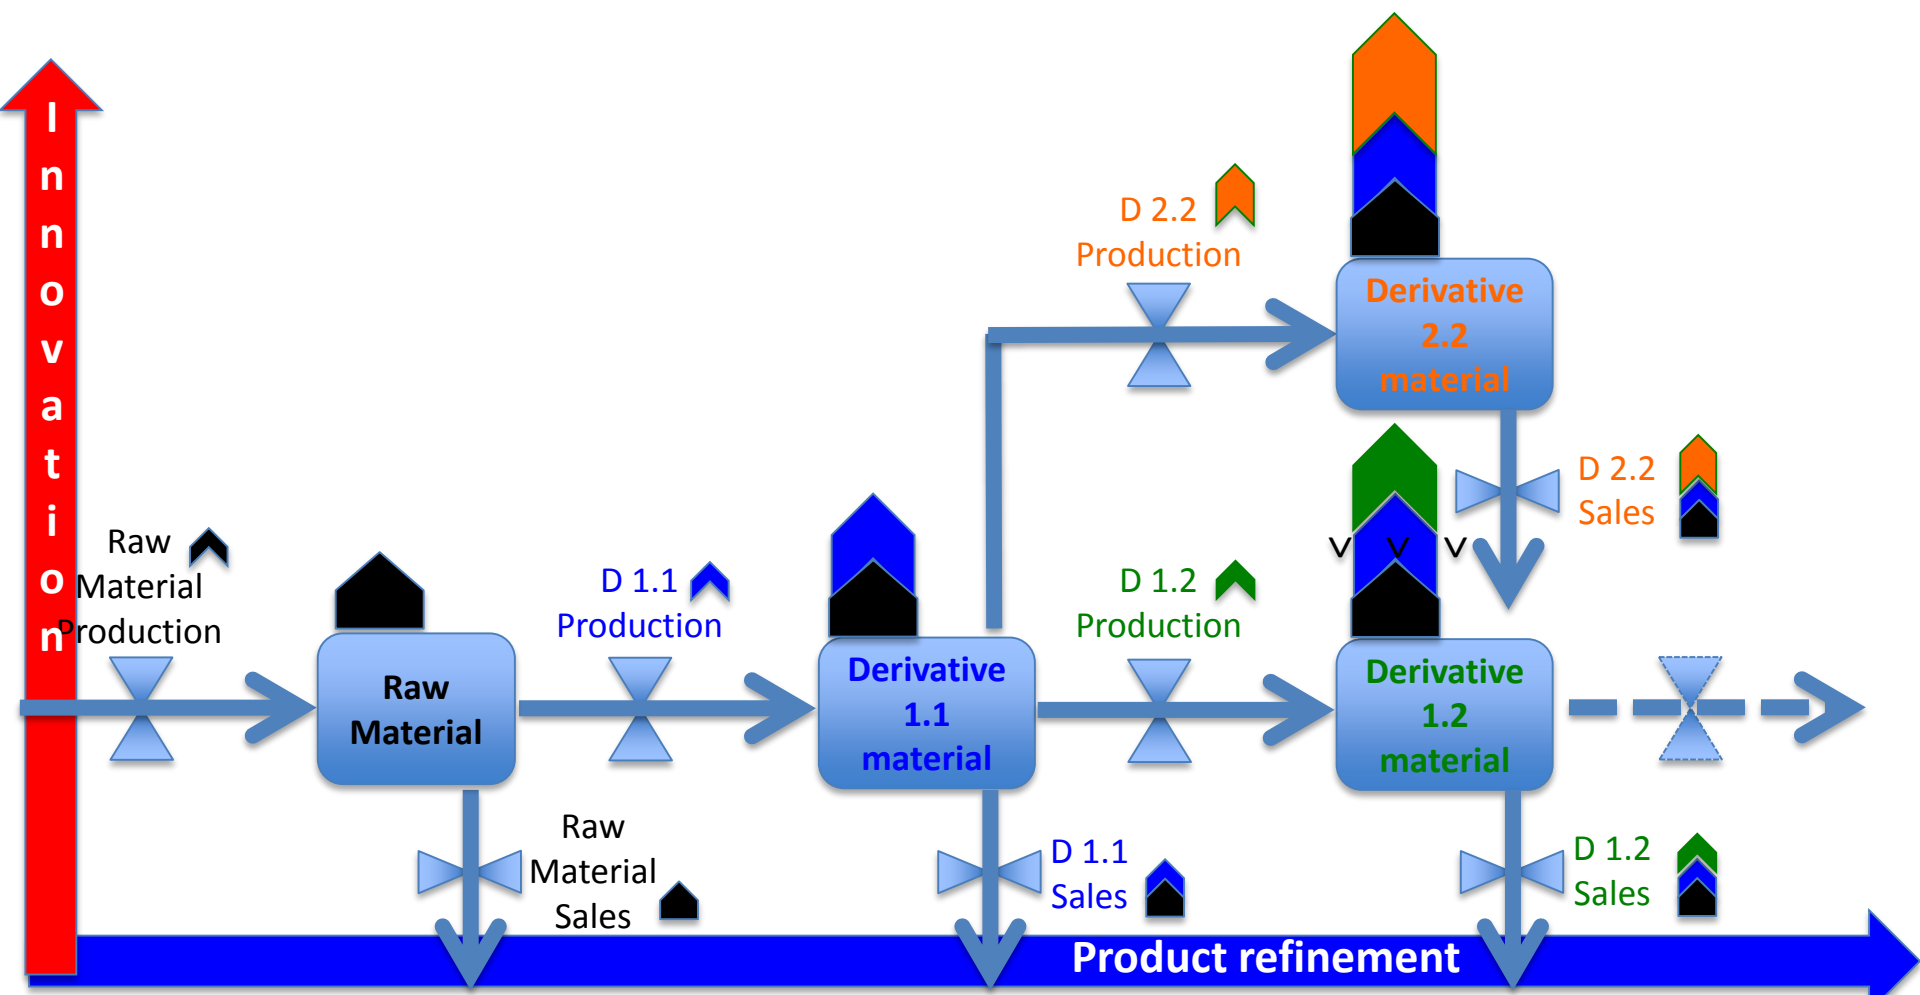 Innovation
D 2.2
Production
Derivative
2.2
material
D 2.2
Sales
Raw
Material
Production
Raw
Material
D 1.1
Production
Derivative
1.1
material
D 1.2
Production
V V V
Derivative
1.2
material
Raw
Material
Sales
D 1.1
Sales
D 1.2
Sales
Product refinement